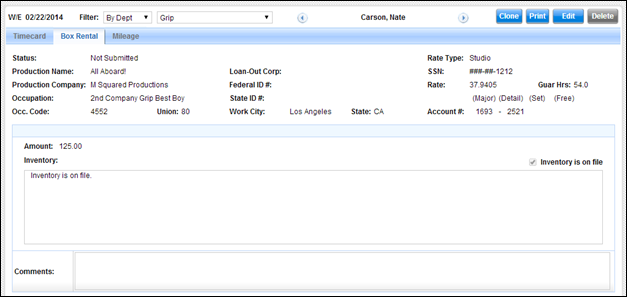 W/E 02/22/2014 Filter: By Dept Grip Carson, Nate Clone Print Edit Delete
Timecard Box Rental Mileage
Status: Not Submitted Rate Type: Studio
Production Name: All Aboard! Loan-Out Corp: SSN: ###-##-1212
Production Company: M Squared Productions Federal ID #: Rate: 37.9405 Guar Hrs: 54.0
Occupation: 2nd Company Grip Best Boy State ID #: (Major) (Detail) (Set) (Free)
Occ. Code: 4552 Union: 80 Work City: Los Angeles State: CA Account #: 1693 - 2521
Amount: 125.00
Inventory: Inventory is on file
Inventory is on file.
Comments: